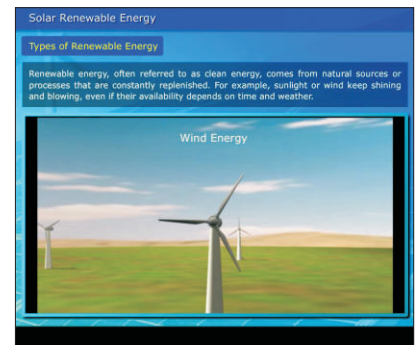 Solar Renewable Energy
Types of Renewable Energy
Renewable energy, often referred to as clean energy, comes from natural sources or
processes that are constantly replenished. For example, sunlight or wind keep shining
and blowing, even if their availability depends on time and weather.
Wind Energy